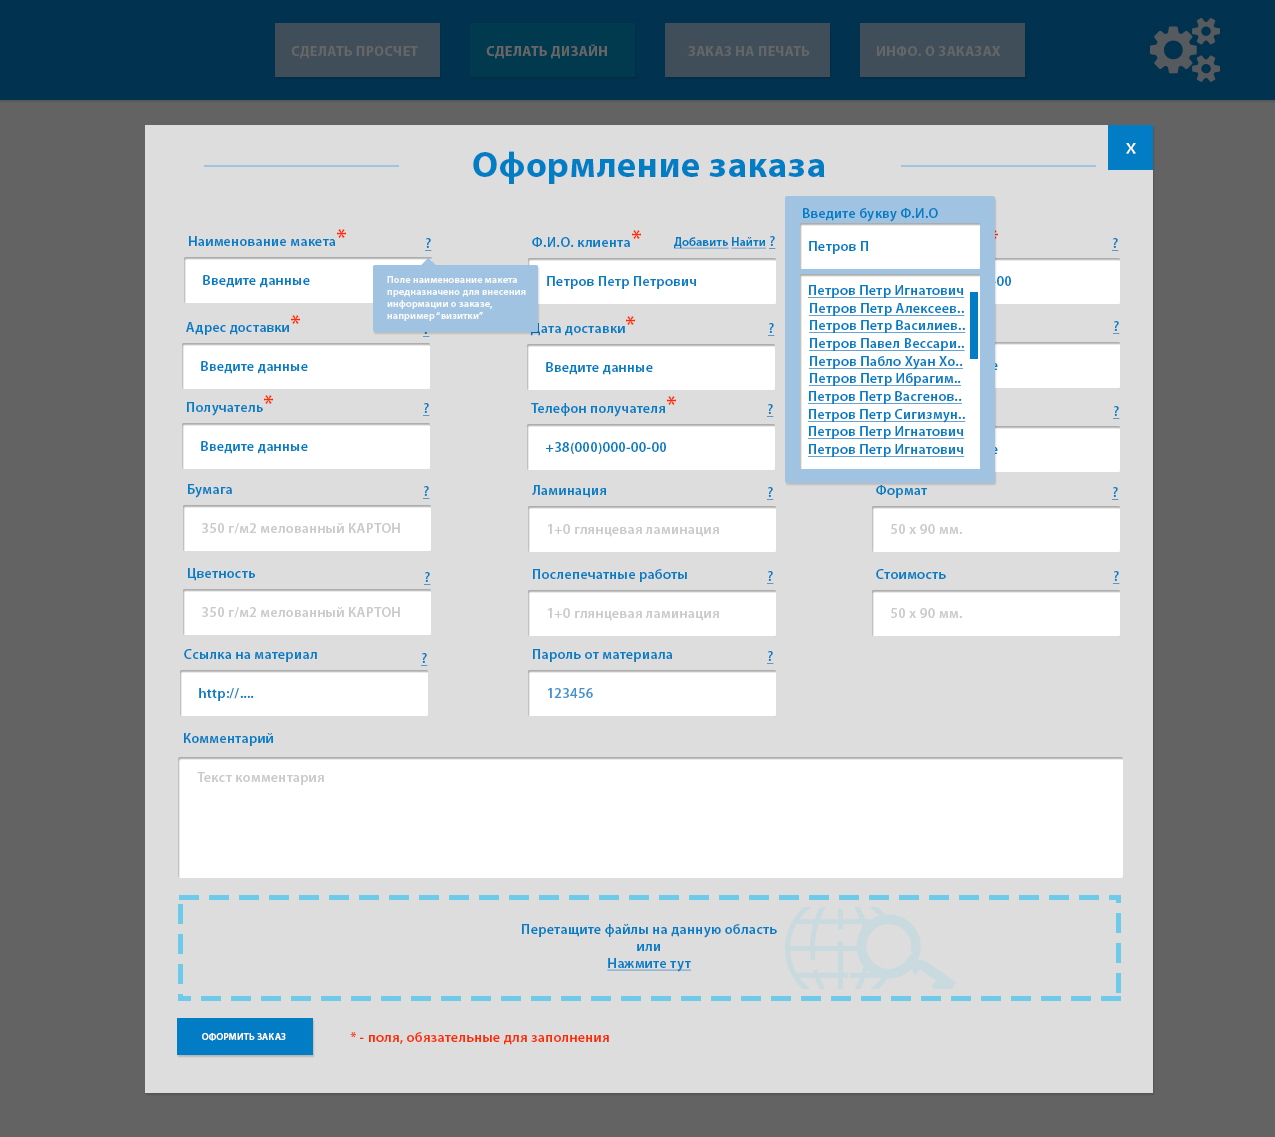 СДЕЛАТЬ ПРОСЧЕТ
СДЕЛАТЬ ДИЗАЙН
ЗАКАЗ НА ПЕЧАТЬ
ИНФО. О ЗАКАЗАХ
X
Оформление заказа
Наименование макета* ?
Введите данные
Поле наименование макета
предназначено для внесения
информации о заказе,
например “визитки”
Ф.И.О. клиента* Добавить Найти ?
Петров Петр Петрович
Введите букву Ф.И.О
Петров П
Петров Петр Игнатович
Петров Петр Алексеев..
Петров Петр Василиев..
Петров Павел Вессари..
Петров Пабло Хуан Хо..
Петров Петр Ибрагим..
Петров Петр Васгенов..
Петров Петр Сигизмун..
Петров Петр Игнатович
Петров Петр Игнатович
* ?
-00
Адрес доставки* ?
Введите данные
Дата доставки* ?
Введите данные
?
е
Получатель* ?
Введите данные
Телефон получателя* ?
+38(000)000-00-00
?
е
Бумага ?
350 г/м2 мелованный КАРТОН
Ламинация ?
1+0 глянцевая ламинация
Формат ?
50 х 90 мм.
Цветность ?
350 г/м2 мелованный КАРТОН
Послепечатные работы ?
1+0 глянцевая ламинация
Стоимость ?
50 х 90 мм.
Ссылка на материал ?
http://....
Пароль от материала ?
123456
Комментарий
Текст комментария
Перетащите файлы на данную область
или
Нажмите тут
ОФОРМИТЬ ЗАКАЗ
* - поля, обязательные для заполнения